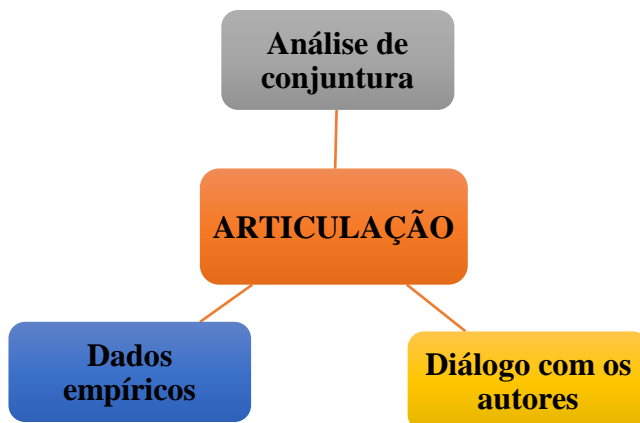 Análise de
conjuntura
ARTICULAÇÃO
Dados
empíricos
Diálogo com os
autores